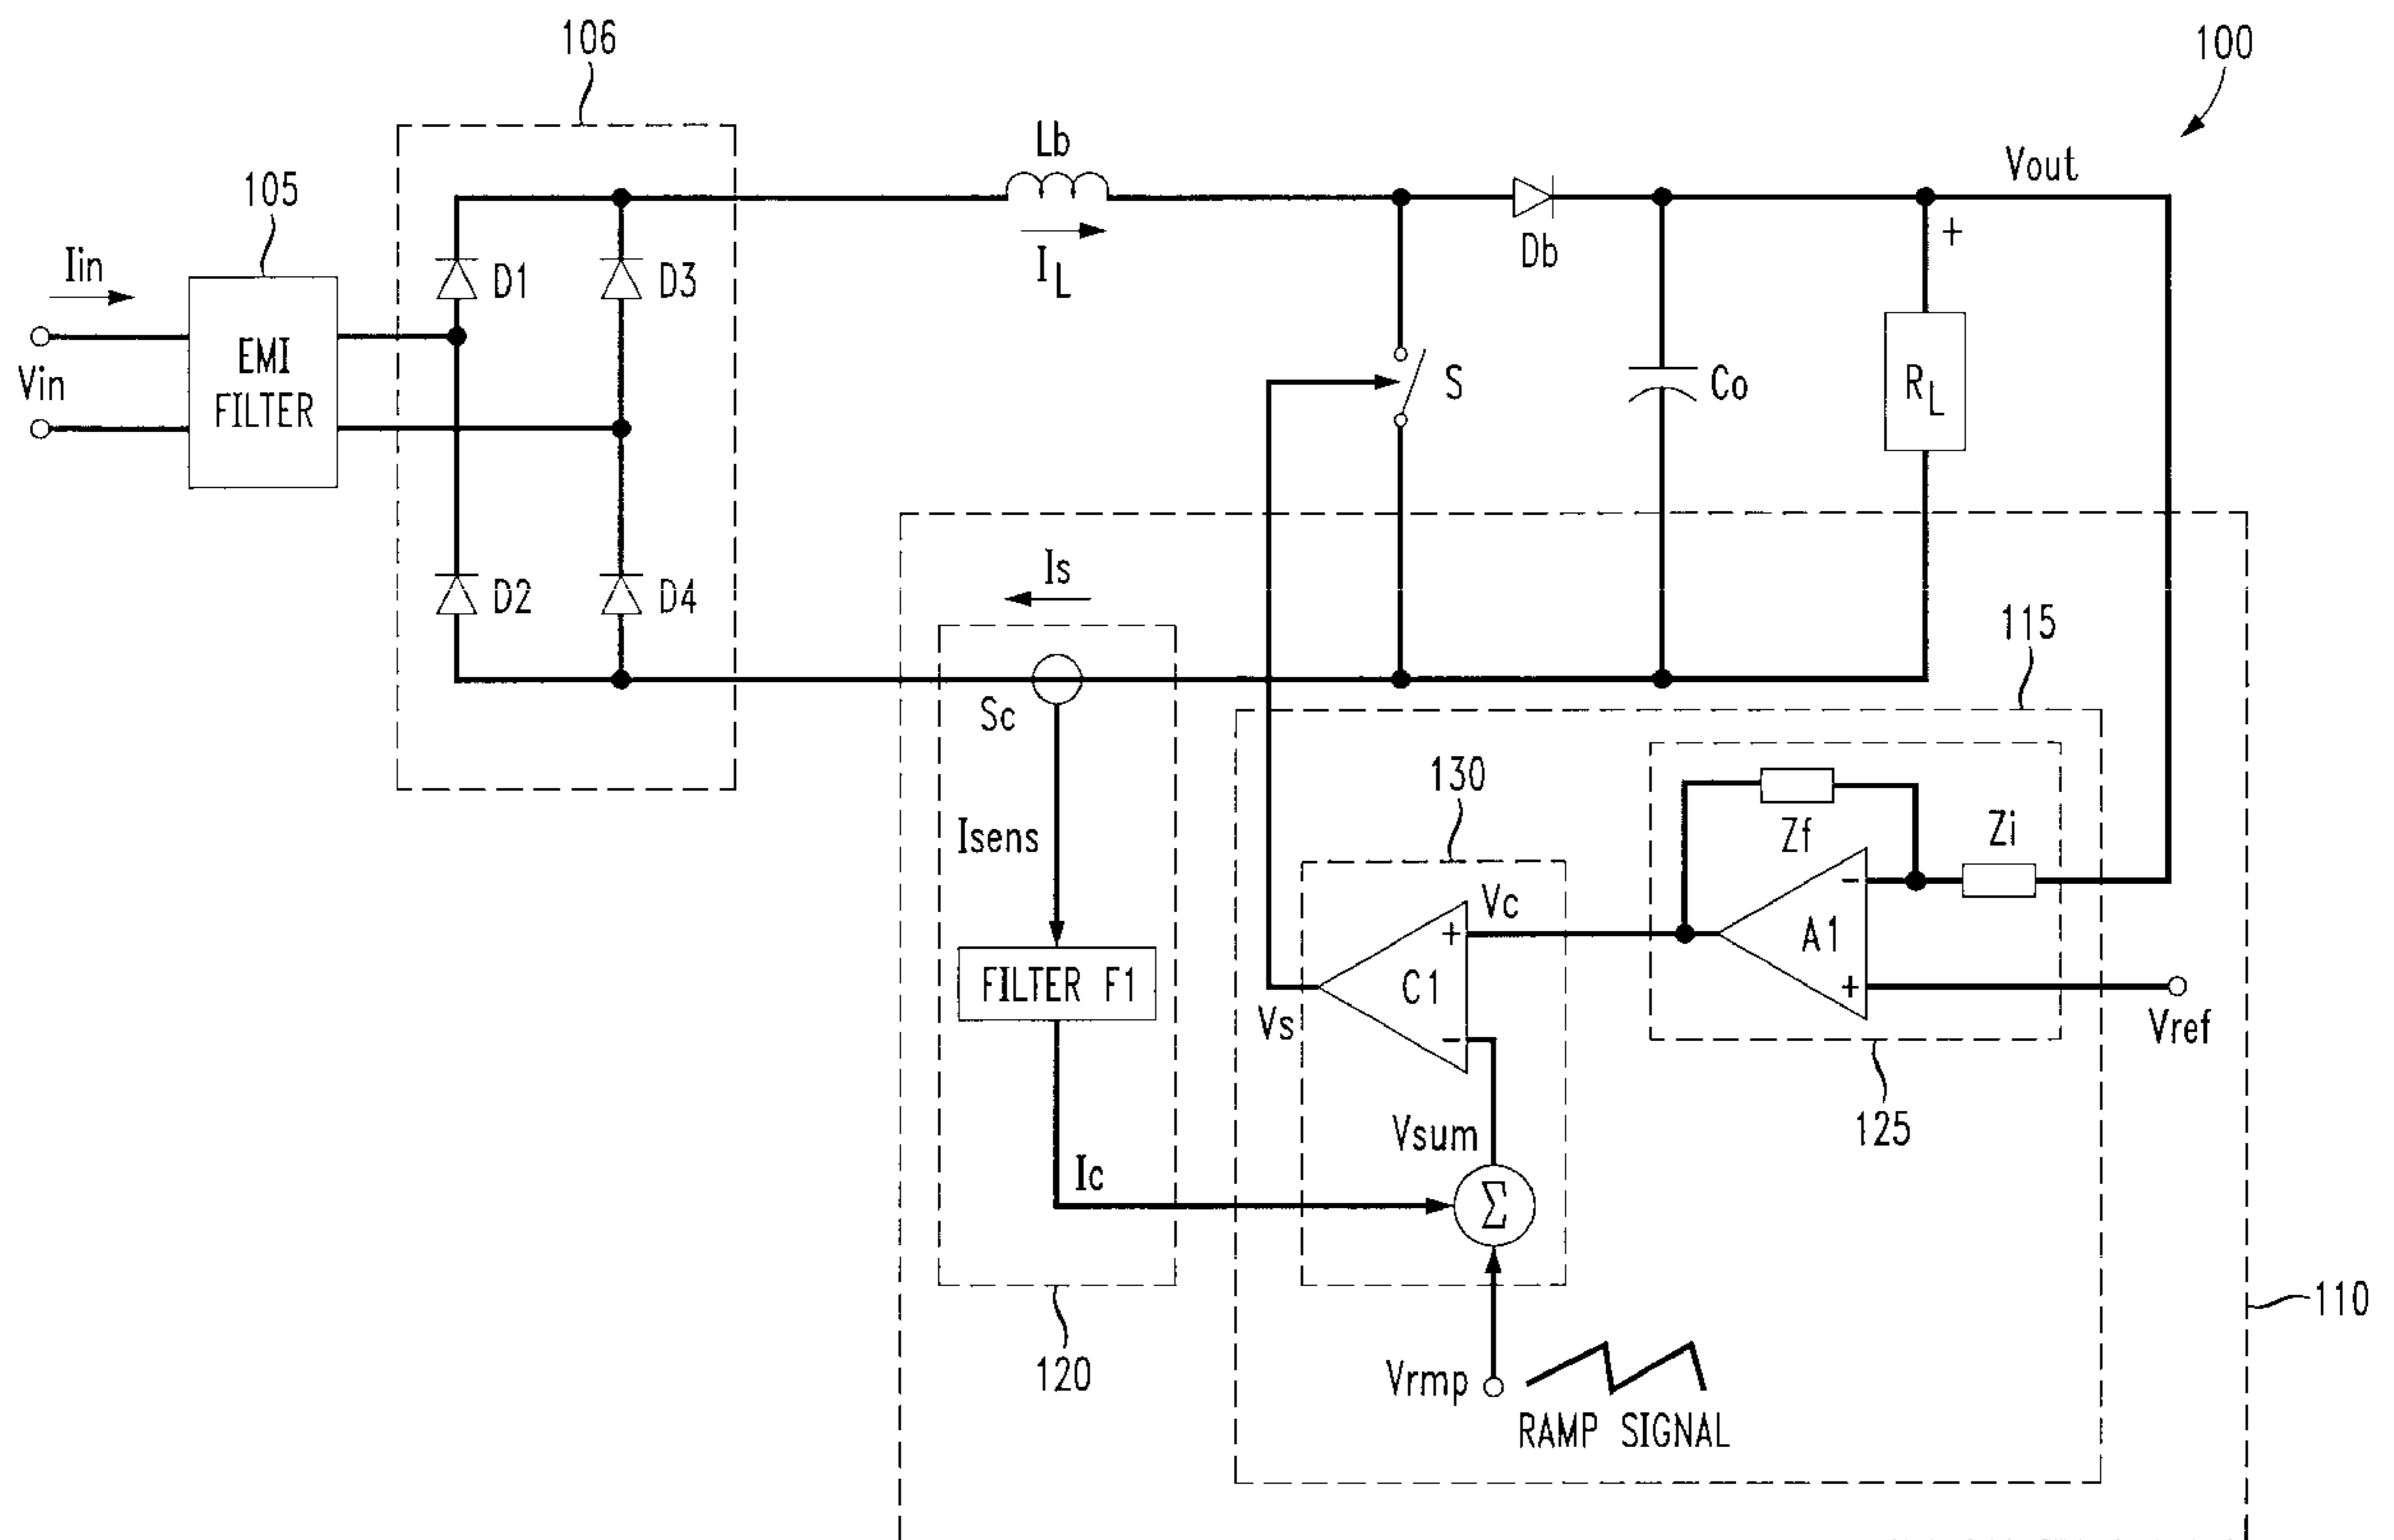 106
100
Lb
Vout
105
Iin
D1
D3
IL
Db
+
Vin
EMI
FILTER
S
Co
RL
Is
D2
D4
115
Sc
130
Isens
Zf
Zi
Vc
+
-
A1
FILTER F1
C1
+
Vs
-
Vref
Vsum
125
Ic
Σ
110
120
Vrmp
RAMP SIGNAL